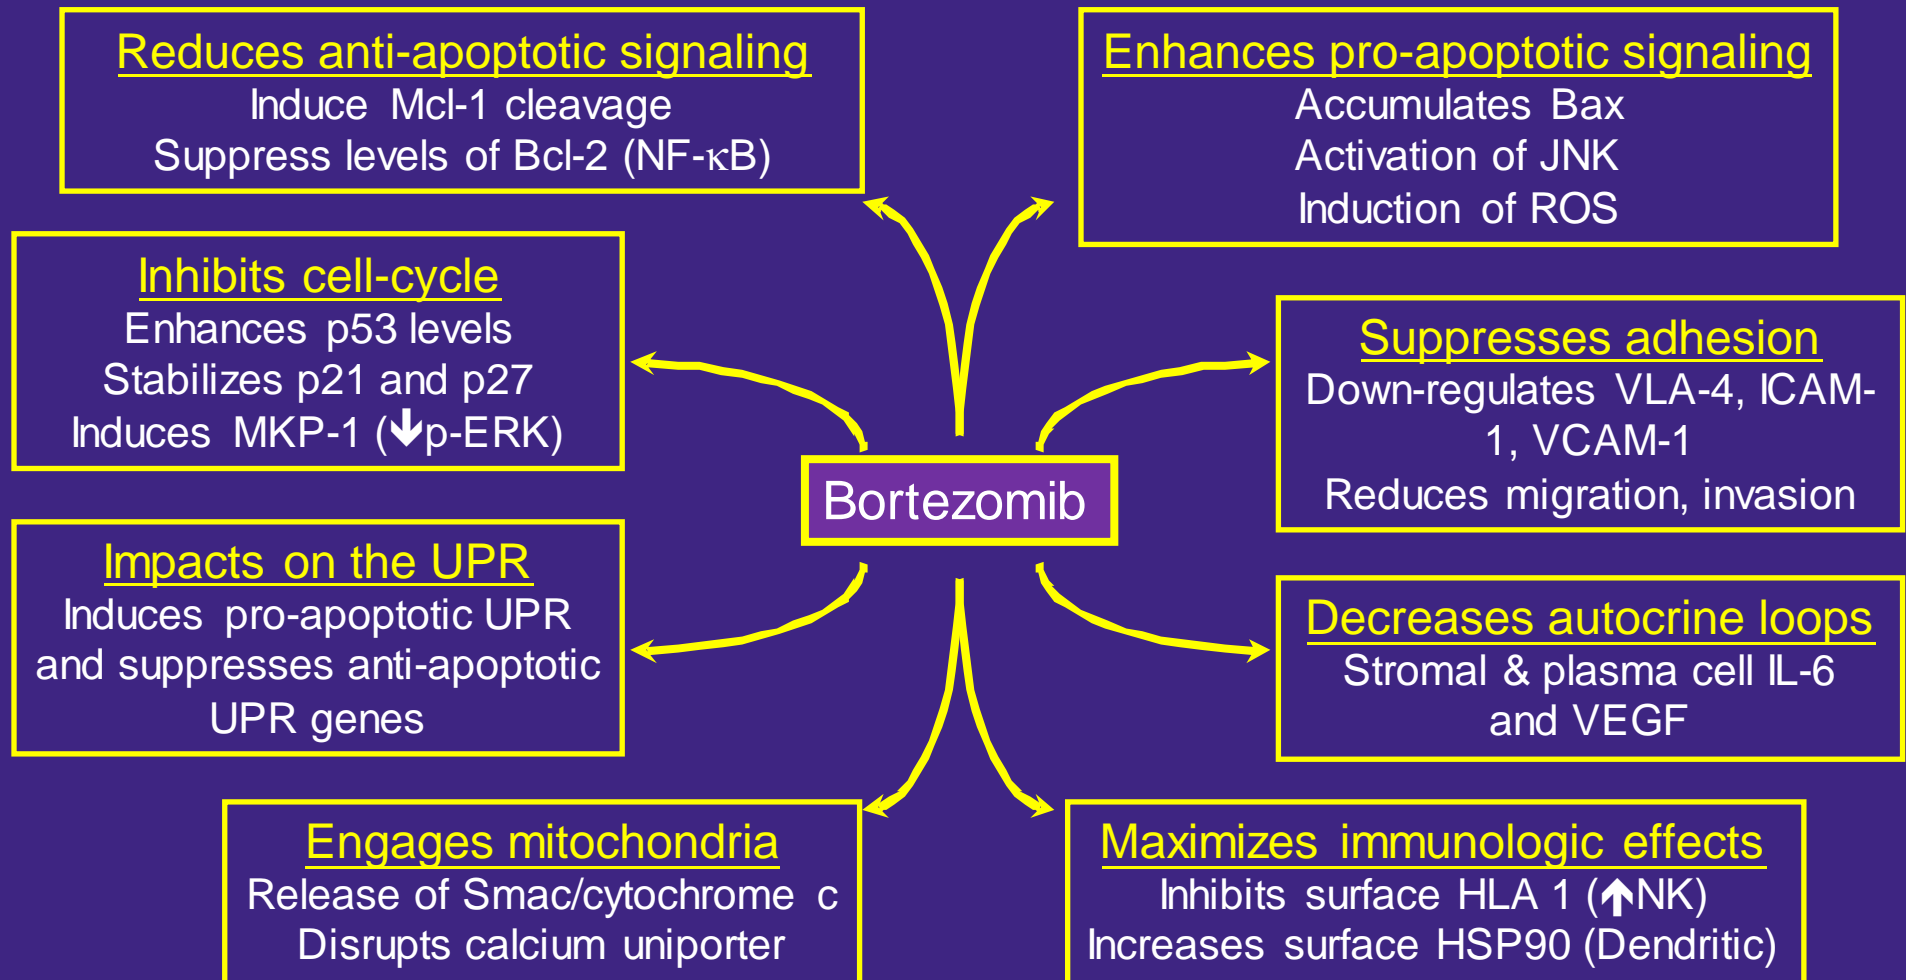 Reduces anti-apoptotic signaling
Induce Mcl-1 cleavage
Suppress levels of Bcl-2 (NF-κB)
Enhances pro-apoptotic signaling
Accumulates Bax
Activation of JNK
Induction of ROS
Inhibits cell-cycle
Enhances p53 levels
Stabilizes p21 and p27
Induces MKP-1 (🡻p-ERK)
Suppresses adhesion
Down-regulates VLA-4, ICAM-
1, VCAM-1
Reduces migration, invasion
Bortezomib
Impacts on the UPR
Induces pro-apoptotic UPR
and suppresses anti-apoptotic
UPR genes
Decreases autocrine loops
Stromal & plasma cell IL-6
and VEGF
Engages mitochondria
Release of Smac/cytochrome c
Disrupts calcium uniporter
Maximizes immunologic effects
Inhibits surface HLA 1 (🡹NK)
Increases surface HSP90 (Dendritic)